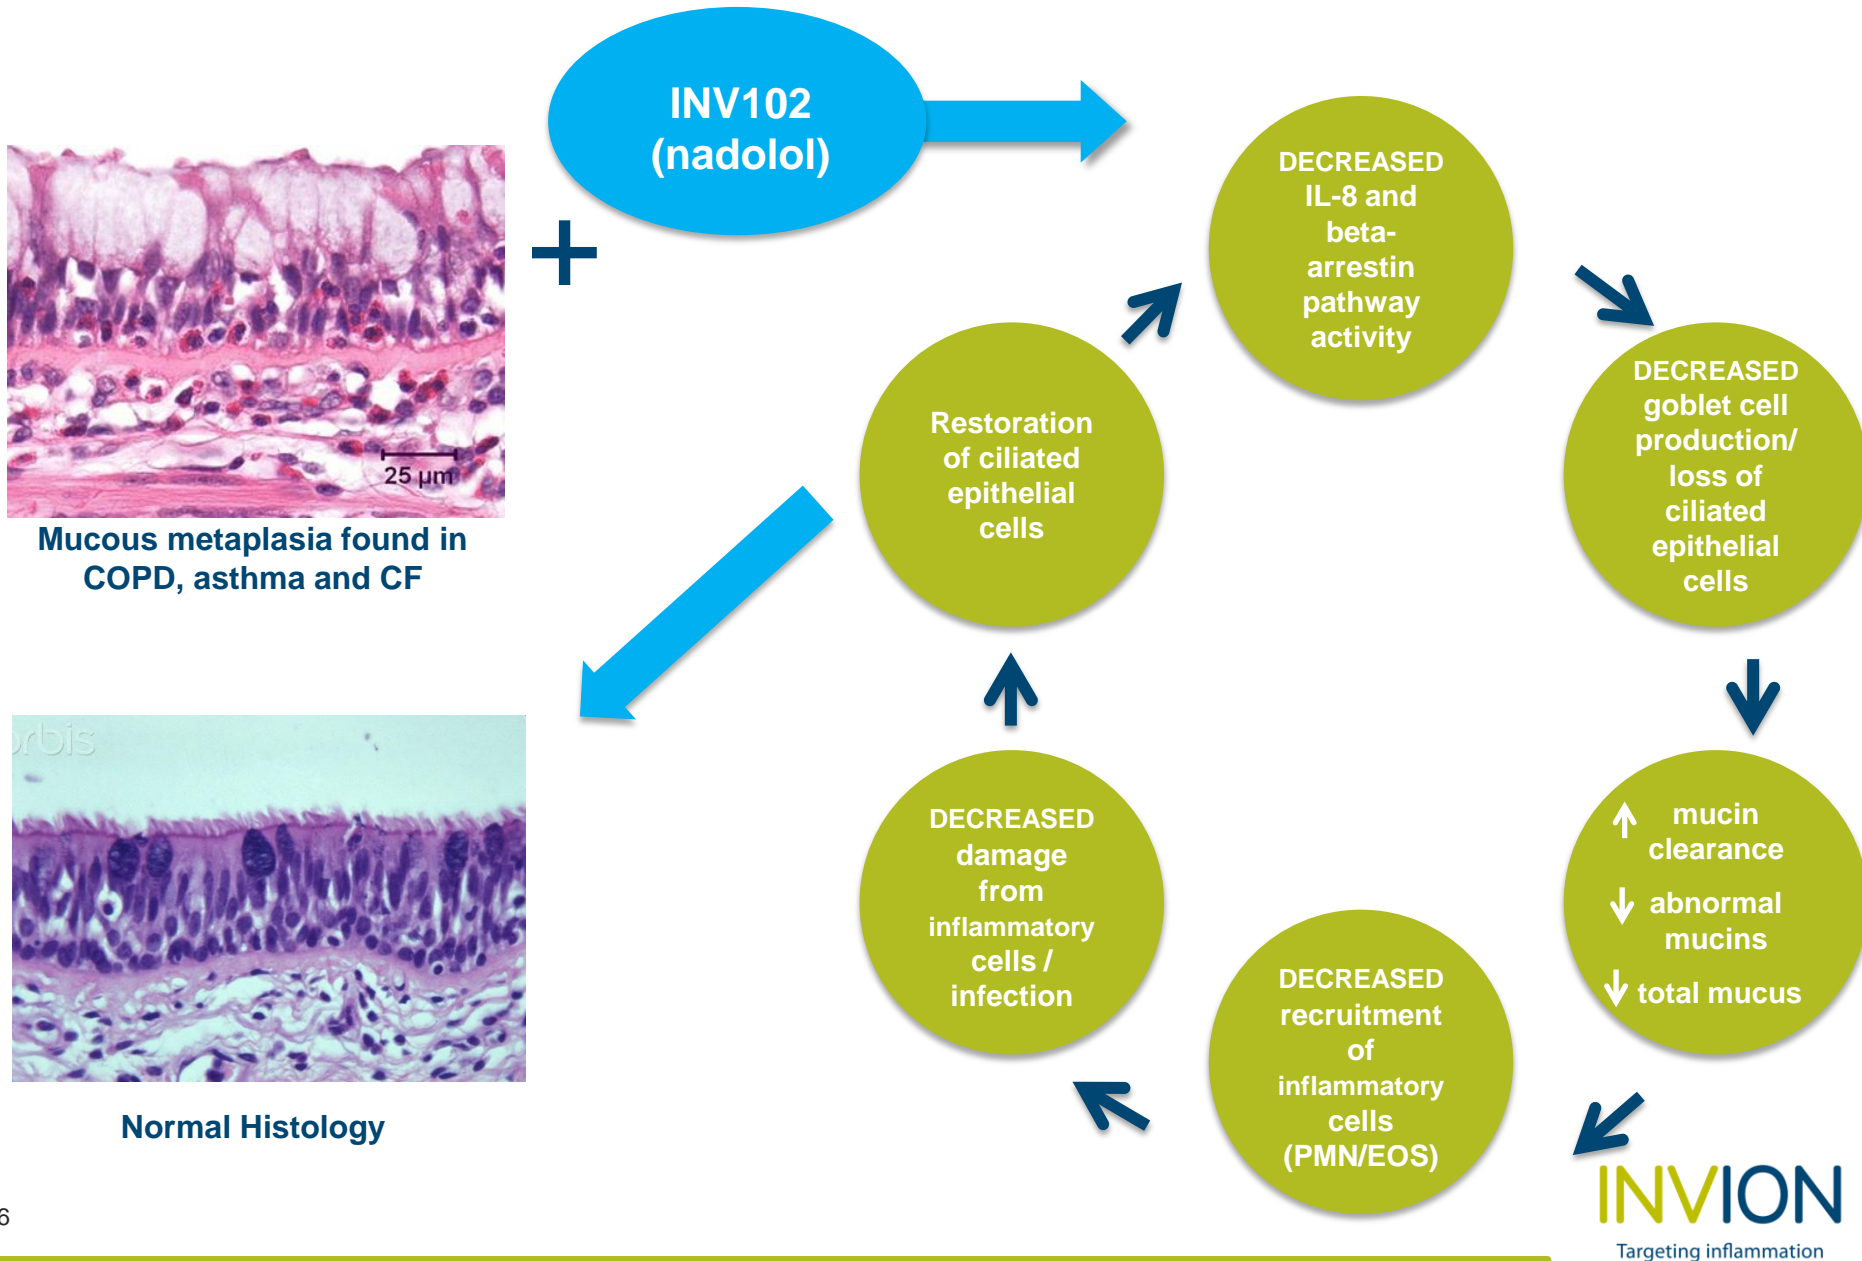 INV102
(nadolol)
25 µm
Mucous metaplasia found in
COPD, asthma and CF
Normal Histology
DECREASED
IL-8 and
beta-
arrestin
pathway
activity
DECREASED
goblet cell
production/
loss of
ciliated
epithelial
cells
mucin
clearance
abnormal
mucins
total mucus
DECREASED
recruitment
of
inflammatory
cells
(PMN/EOS)
DECREASED
damage
from
inflammatory
cells /
infection
Restoration
of ciliated
epithelial
cells
6
INVION
Targeting inflammation